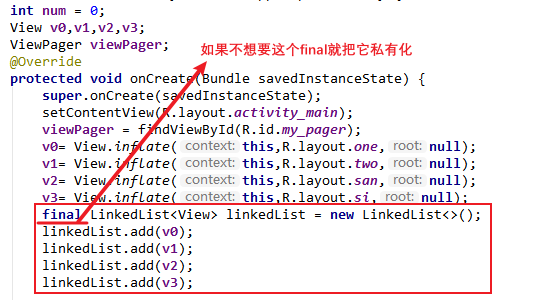 int num = 0;
View v0,v1,v2,v3;
ViewPager viewPager;
如果不想要这个final就把它私有化
@Override
protected void onCreate(Bundle savedInstanceState) {
super.onCreate(savedInstanceState);
setContentView(R.layout.activity_main);
viewPager = findViewById(R.id.my_pager);
v0= View.inflate( context: this,R.layout.one, root: null);
v1= View.inflate( context: this,R.layout.two, root: null);
v2= View.inflate( context: this,R.layout.san, root: null);
v3= View.inflate( context: this,R.layout.si, root: null);
final LinkedList<View> linkedList = new LinkedList<>();
linkedList.add(v0);
linkedList.add(v1);
linkedList.add(v2);
linkedList.add(v3);